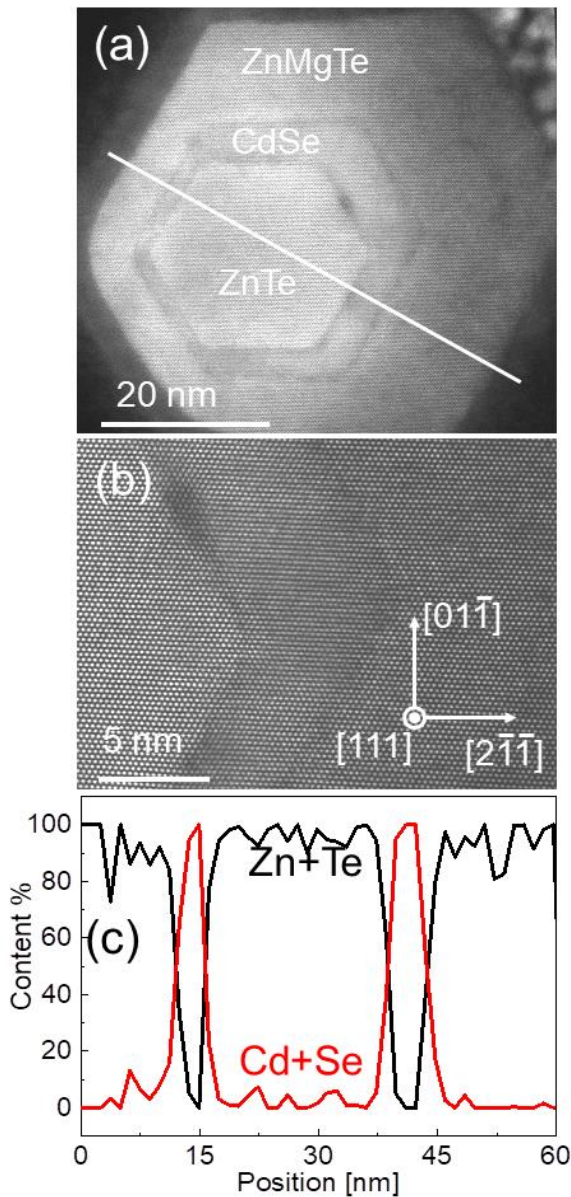 (a)
ZnMgTe
CdSe
ZnTe
20 nm
(b)
[011̅]
[111]
[21̅1̅]
5 nm
100
80
60
40
20
0
Content %
(c)
Zn+Te
Cd+Se
0
15
30
45
60
Position [nm]